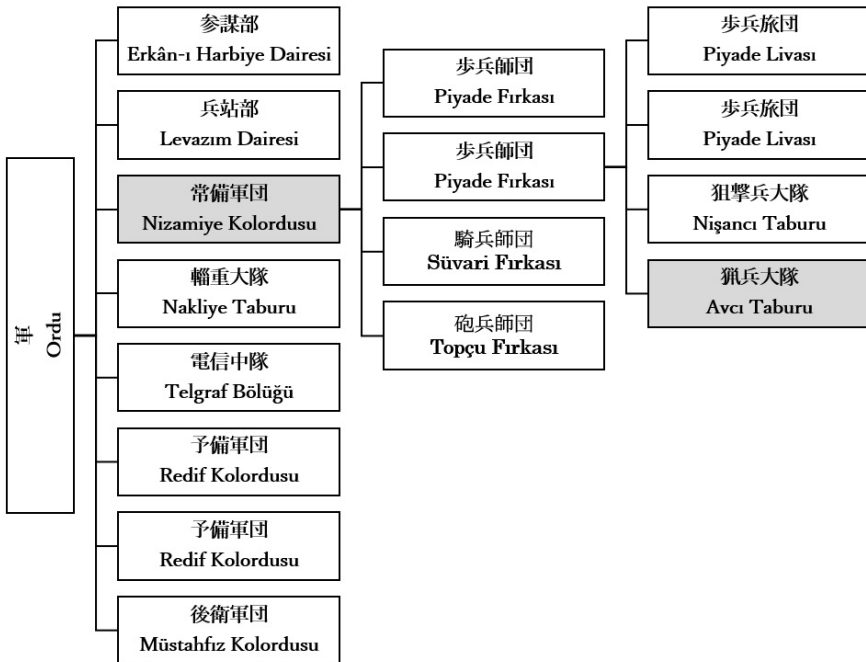 軍
Ordu
参謀部
Erkân-ı Harbiye Dairesi
兵站部
Levazım Dairesi
常備軍団
Nizamiye Kolordusu
輜重大隊
Nakliye Taburu
電信中隊
Telgraf Bölüğü
予備軍団
Redif Kolordusu
予備軍団
Redif Kolordusu
後衛軍団
Müstahfız Kolordusu
歩兵師団
Piyade Fırkası
歩兵師団
Piyade Fırkası
騎兵師団
Süvari Fırkası
砲兵師団
Topçu Fırkası
歩兵旅団
Piyade Livası
歩兵旅団
Piyade Livası
狙撃兵大隊
Nişancı Taburu
猟兵大隊
Avcı Taburu